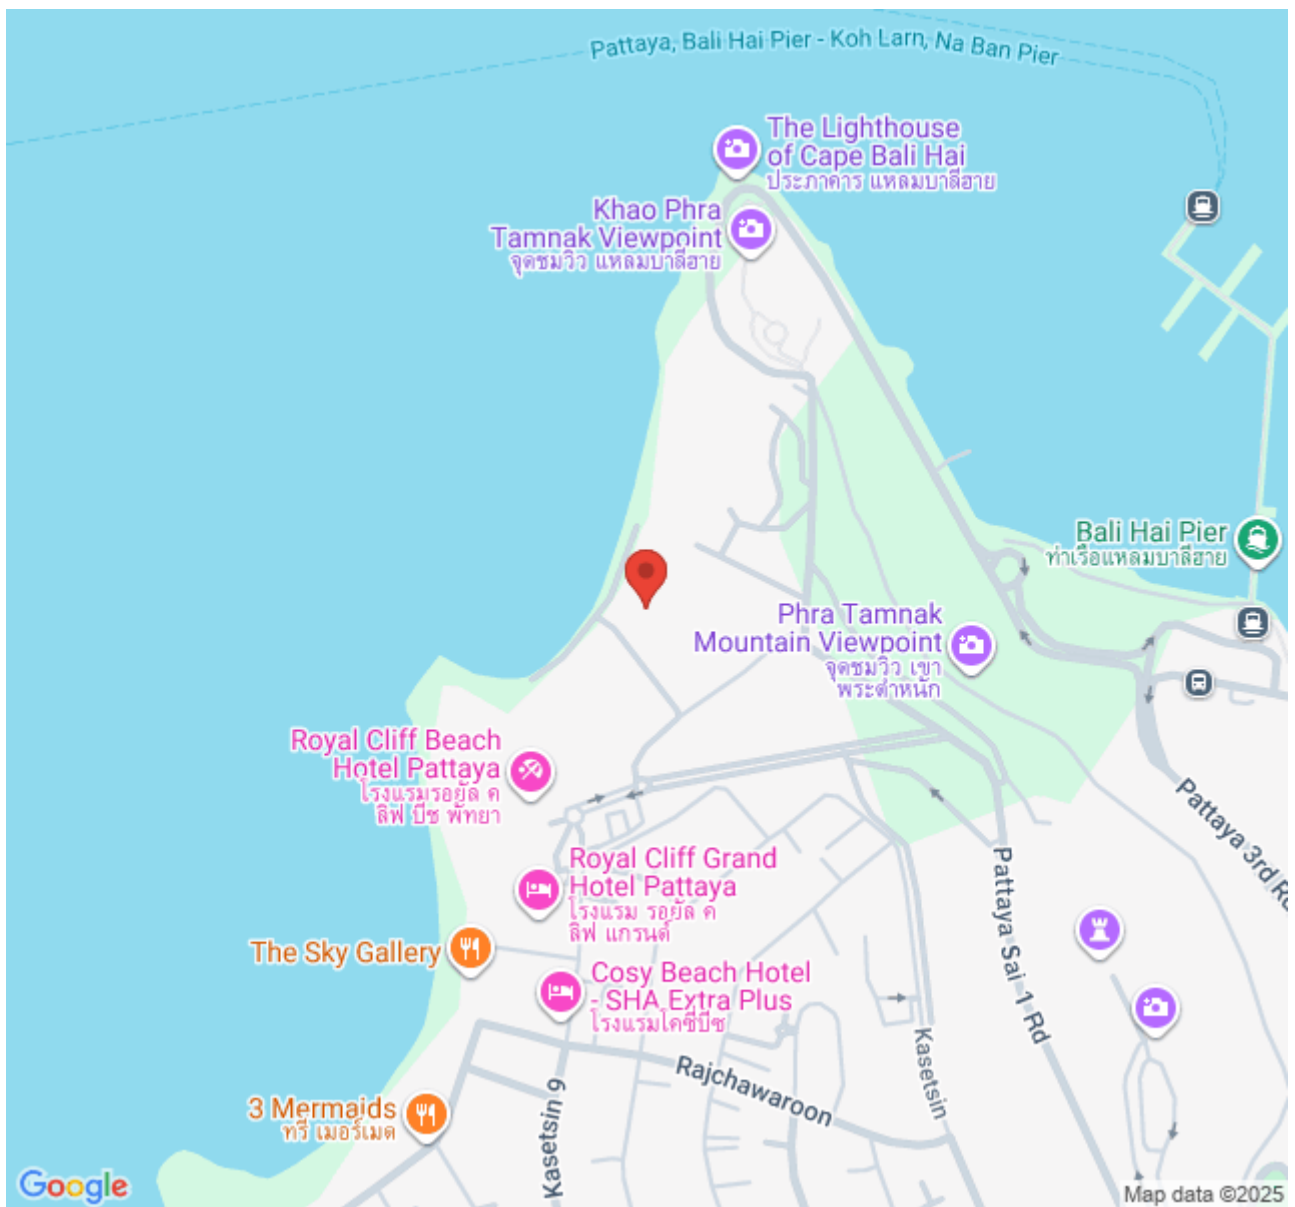 Pattaya, Bali Hai Pier - Koh Larn, Na Ban Pier
The Lighthouse
of Cape Bali Hai
ประภาคาร แหลมบาลีฮาย
Khao Phra
Tamnak Viewpoint
จุดชมวิว แหลมบาลีฮาย
Bali Hai Pier
ท่าเรือแหลมบาลีฮาย
Phra Tamnak
Mountain Viewpoint
จุดชมวิว เขา
พระตำหนัก
Royal Cliff Beach
Hotel Pattaya
โรงแรมรอยัล ค
ลิฟ บีช พัทยา
Pattaya 3rd Rd
Royal Cliff Grand
Hotel Pattaya
โรงแรม รอยัล ค
ลิฟ แกรนด์
Pattaya Sai 1 Rd
The Sky Gallery
Cosy Beach Hotel
- SHA Extra Plus
โรงแรมโคซี่บีช
Kasetsin
Rajchawaroon
Kasetsin 9
3 Mermaids
ทรี เมอร์เมด
Google
Map data ©2025